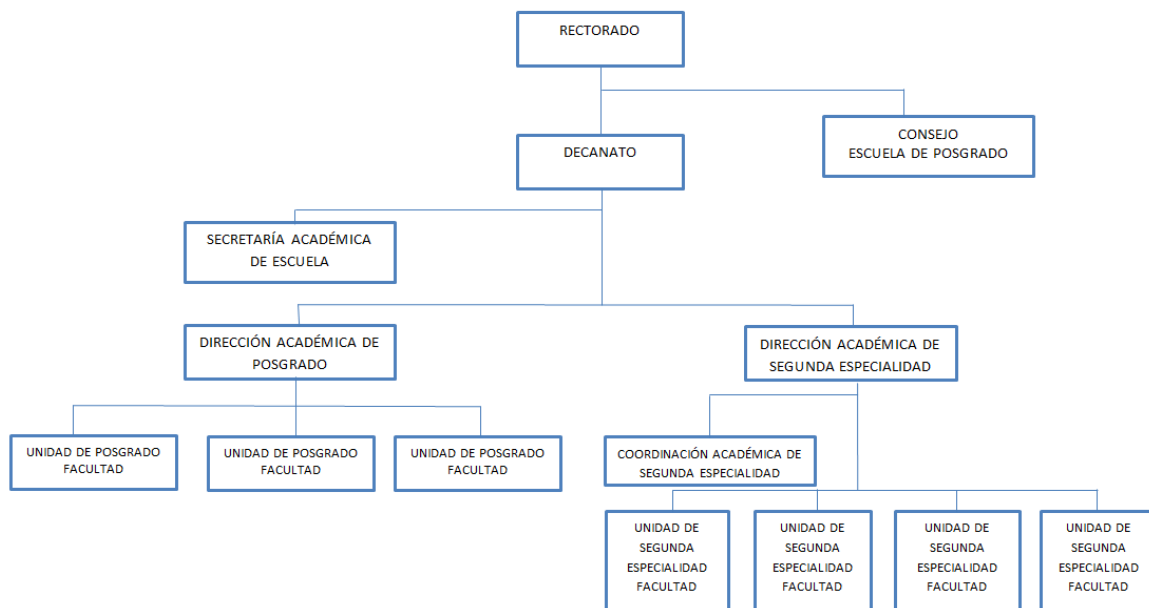 RECTORADO
CONSEJO
ESCUELA DE POSGRADO
DECANATO
SECRETARÍA ACADÉMICA
DE ESCUELA
DIRECCIÓN ACADÉMICA DE
POSGRADO
DIRECCIÓN ACADÉMICA DE
SEGUNDA ESPECIALIDAD
UNIDAD DE POSGRADO
FACULTAD
UNIDAD DE POSGRADO
FACULTAD
UNIDAD DE POSGRADO
FACULTAD
COORDINACIÓN ACADÉMICA DE
SEGUNDA ESPECIALIDAD
UNIDAD DE
SEGUNDA
ESPECIALIDAD
FACULTAD
UNIDAD DE
SEGUNDA
ESPECIALIDAD
FACULTAD
UNIDAD DE
SEGUNDA
ESPECIALIDAD
FACULTAD
UNIDAD DE
SEGUNDA
ESPECIALIDAD
FACULTAD